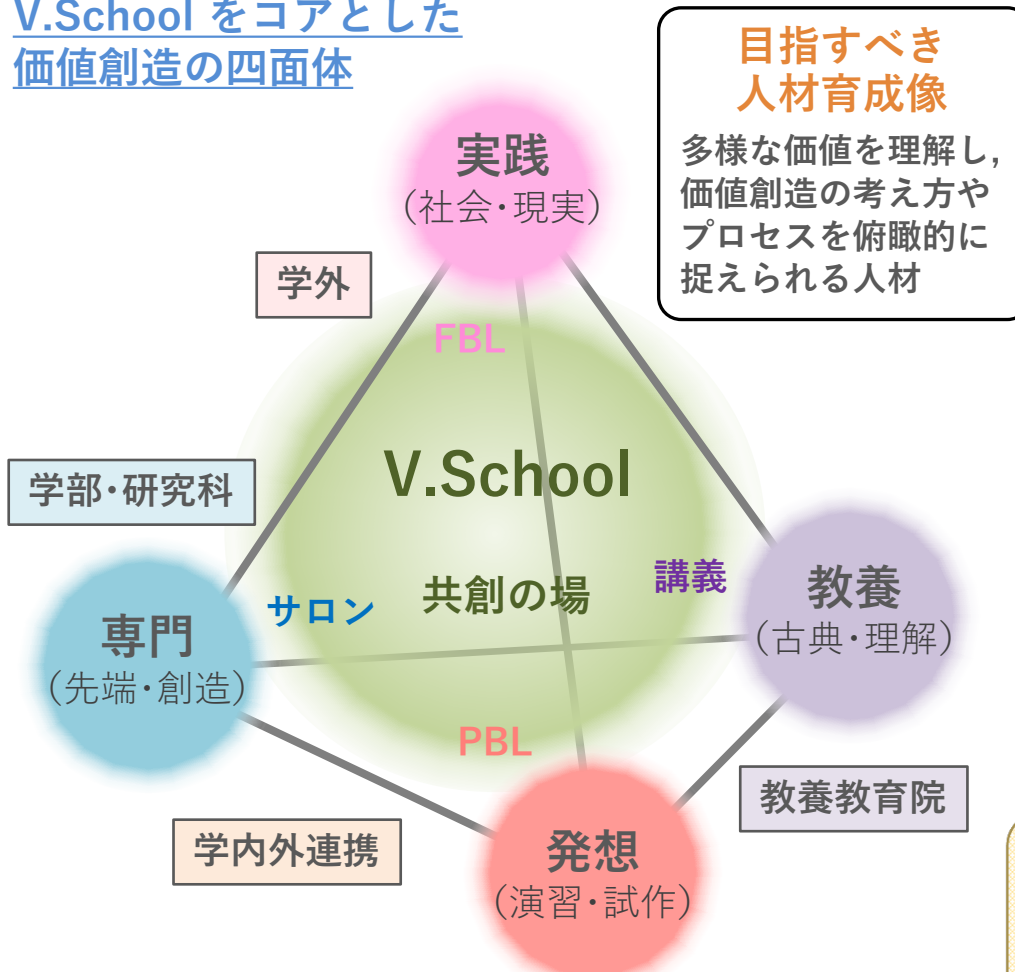 V.School をコアとした
価値創造の四面体
目指すべき
人材育成像
多様な価値を理解し，
価値創造の考え方や
プロセスを俯瞰的に
捉えられる人材
実践
（社会・現実）
学外
FBL
V.School
学部・研究科
共創の場
講義
サロン
教養
（古典・理解）
専門
（先端・創造）
PBL
教養教育院
学内外連携
発想
（演習・試作）